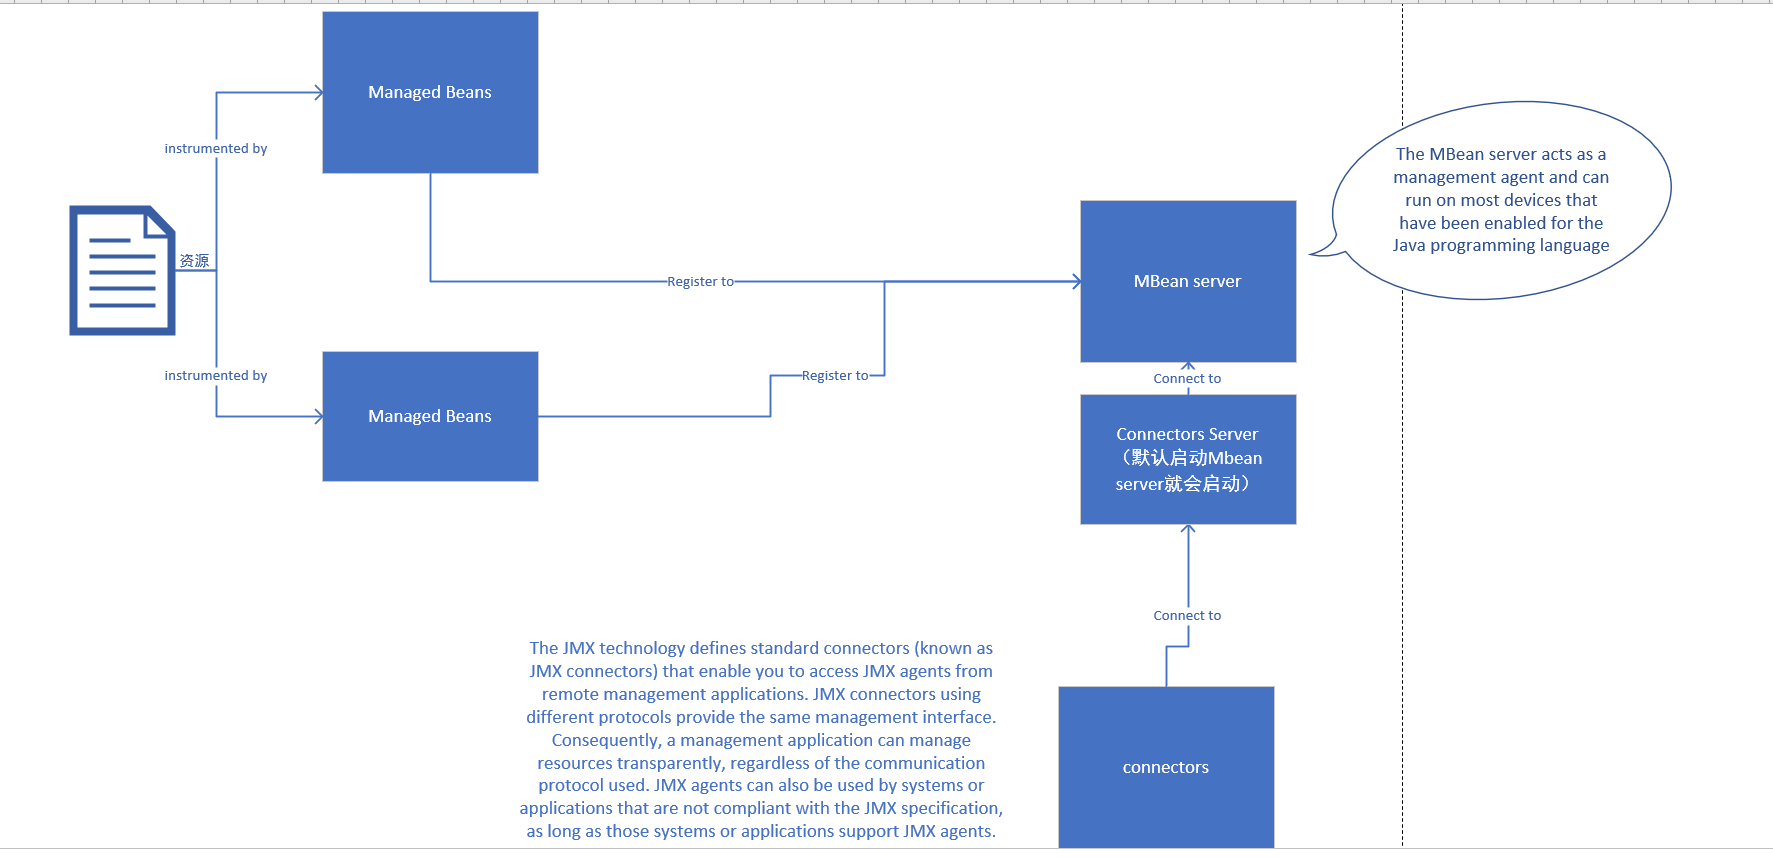 Managed Beans
instrumented by
The MBean server acts as a
management agent and can
run on most devices that
have been enabled for the
Java programming language
资源
Register to
MBean server
instrumented by
Register to
Connect to
Managed Beans
Connectors Server
（默认启动Mbean
server就会启动）
Connect to
The JMX technology defines standard connectors (known as
JMX connectors) that enable you to access JMX agents from
remote management applications. JMX connectors using
different protocols provide the same management interface.
Consequently, a management application can manage
resources transparently, regardless of the communication
protocol used. JMX agents can also be used by systems or
applications that are not compliant with the JMX specification,
as long as those systems or applications support JMX agents.
connectors